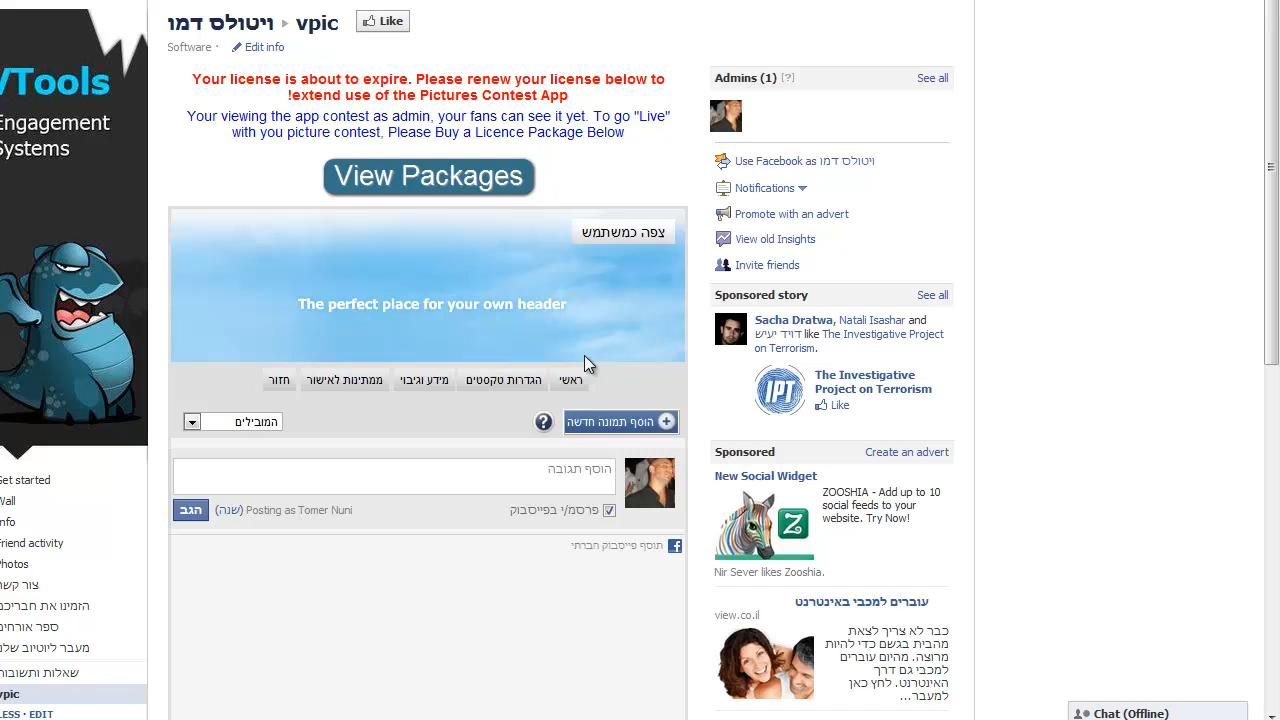 VTools
Engagement
Systems
Get started
Wall
Info
Friend activity
Photos
צור קשר
הזמינו את חבריכם
ספר אורחים
מעבר ליוטיוב שלנו
שאלות ותשובות
vpic
LESS · EDIT
ויטולס דמו ▸ vpic
Like
Software ·
Edit info
Your license is about to expire. Please renew your license below to
!extend use of the Pictures Contest App
Your viewing the app contest as admin, your fans can see it yet. To go "Live"
with you picture contest, Please Buy a Licence Package Below
View Packages
צפה כמשתמש
The perfect place for your own header
ראשי
הגדרות טקסטים
מידע וגיבוי
ממתינות לאישור
חזור
הוסף תמונה חדשה
?
המובילים
הוסף תגובה
פרסמ/י בפייסבוק
Posting as Tomer Nuni (שנה)
הגב
תוסף פייסבוק חברתי
Admins (1) [?]
See all
Use Facebook as ויטולס דמו
Notifications
Promote with an advert
View old Insights
Invite friends
Sponsored story
See all
Sacha Dratwa, Natali Isashar and
דויד יעיש like The Investigative Project
on Terrorism.
IPT
The Investigative
Project on Terrorism
Like
Sponsored
Create an advert
New Social Widget
ZOOSHIA - Add up to 10
social feeds to your
website. Try Now!
Nir Sever likes Zooshia.
עוברים למכבי באינטרנט
view.co.il
כבר לא צריך לצאת
מהבית בגשם כדי להיות
מרוצה. מהיום עוברים
למכבי גם דרך
האינטרנט. לחץ כאן
למעבר...
Chat (Offline)